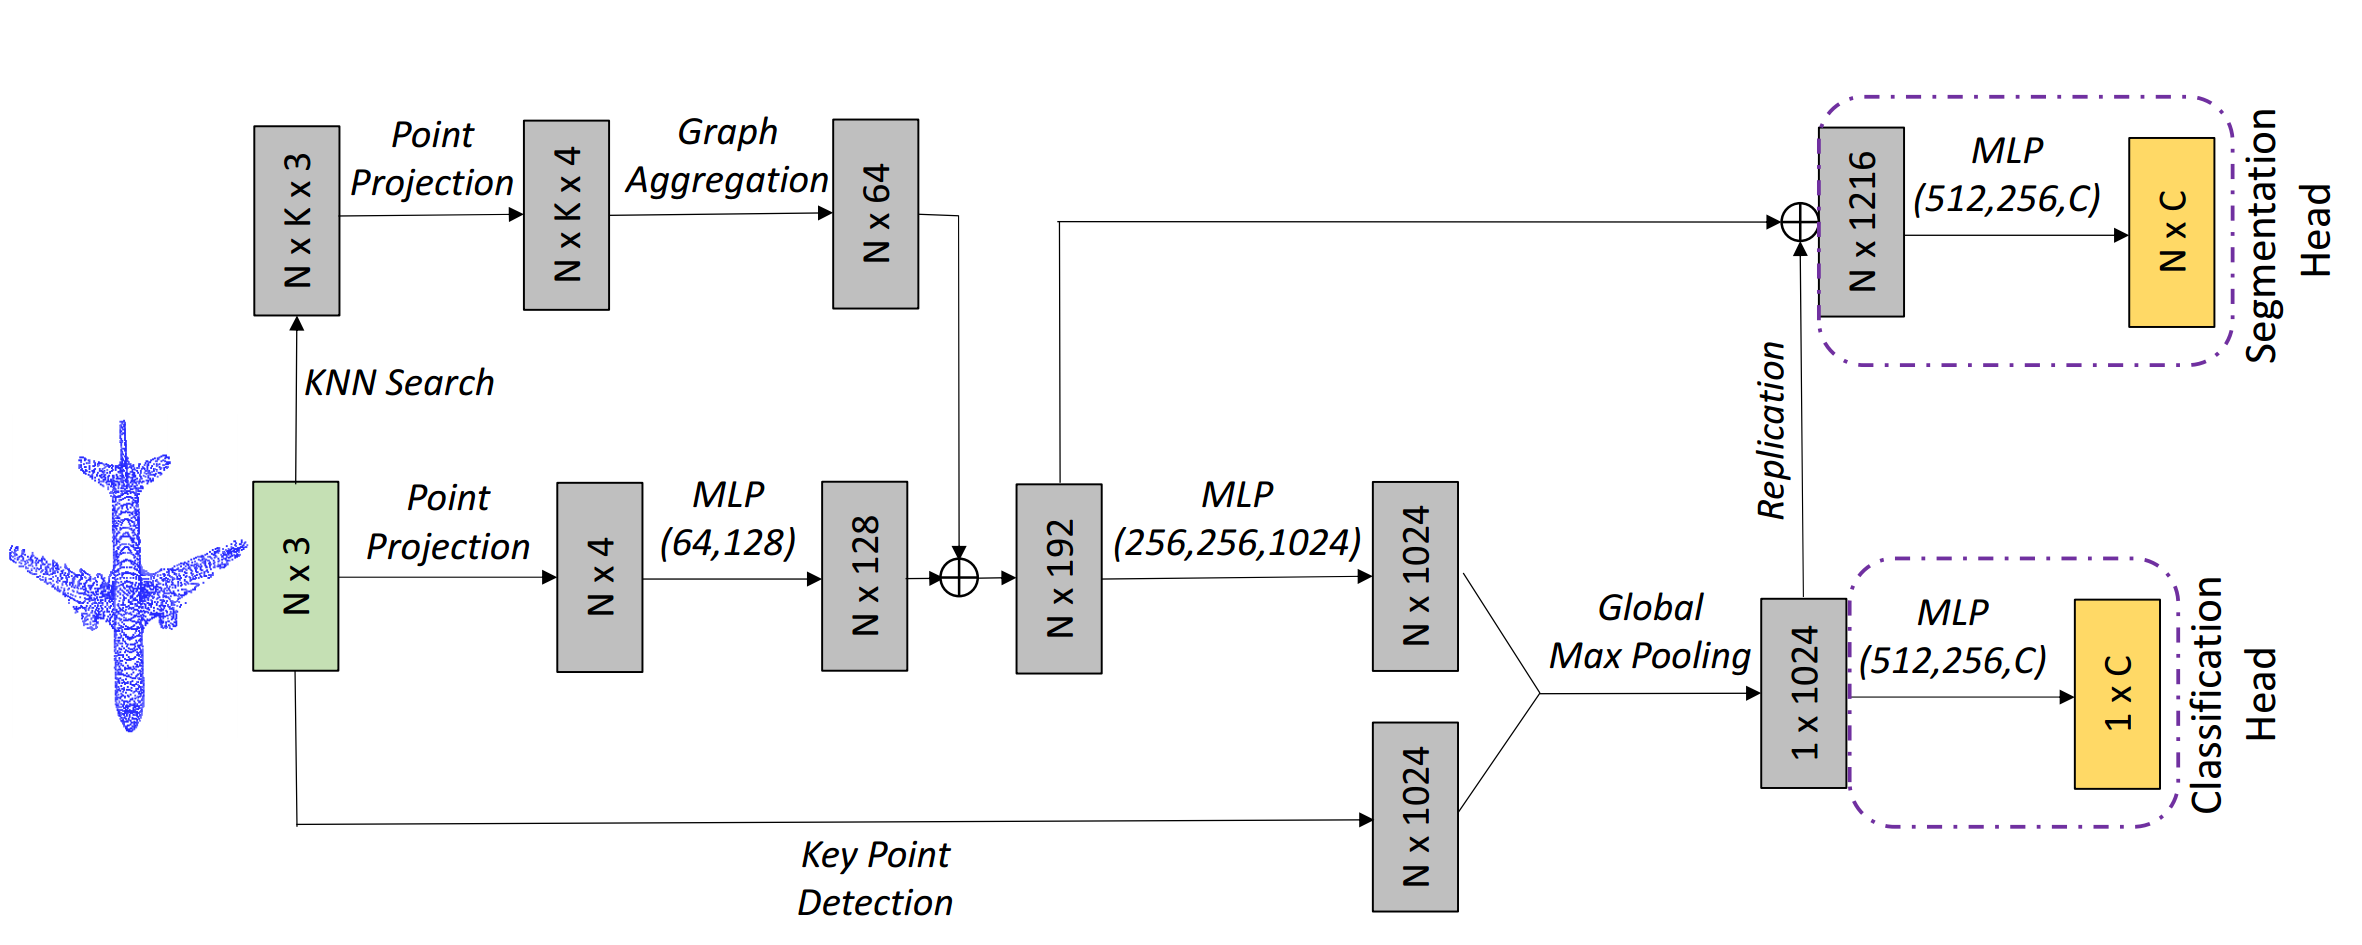 N x K x 3
Point
Projection
N x K x 4
Graph
Aggregation
N x 64
KNN Search
N x 3
Point
Projection
N x 4
MLP
(64,128)
N x 128
N x 192
MLP
(256,256,1024)
N x 1024
Key Point
Detection
N x 1024
Global
Max Pooling
1 x 1024
Replication
N x 1216
MLP
(512,256,C)
N x C
Segmentation
Head
MLP
(512,256,C)
1 x C
Classification
Head